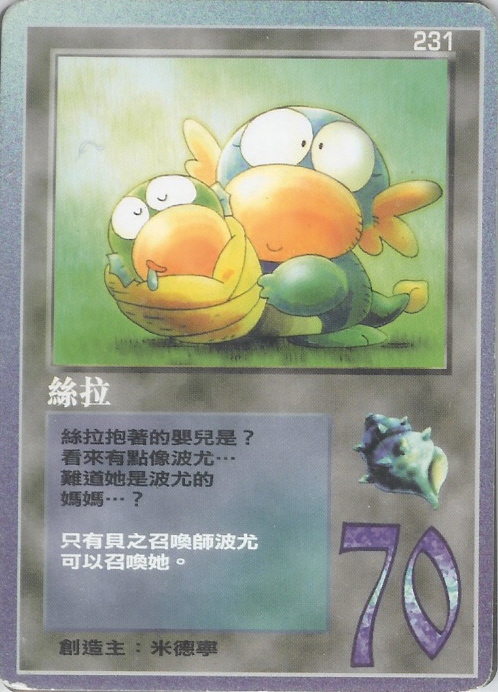 231
絲拉
絲拉抱著的嬰兒是？
看來有點像波尤…
難道她是波尤的
媽媽…？
只有貝之召喚師波尤
可以召喚她。
70
創造主：米德寧